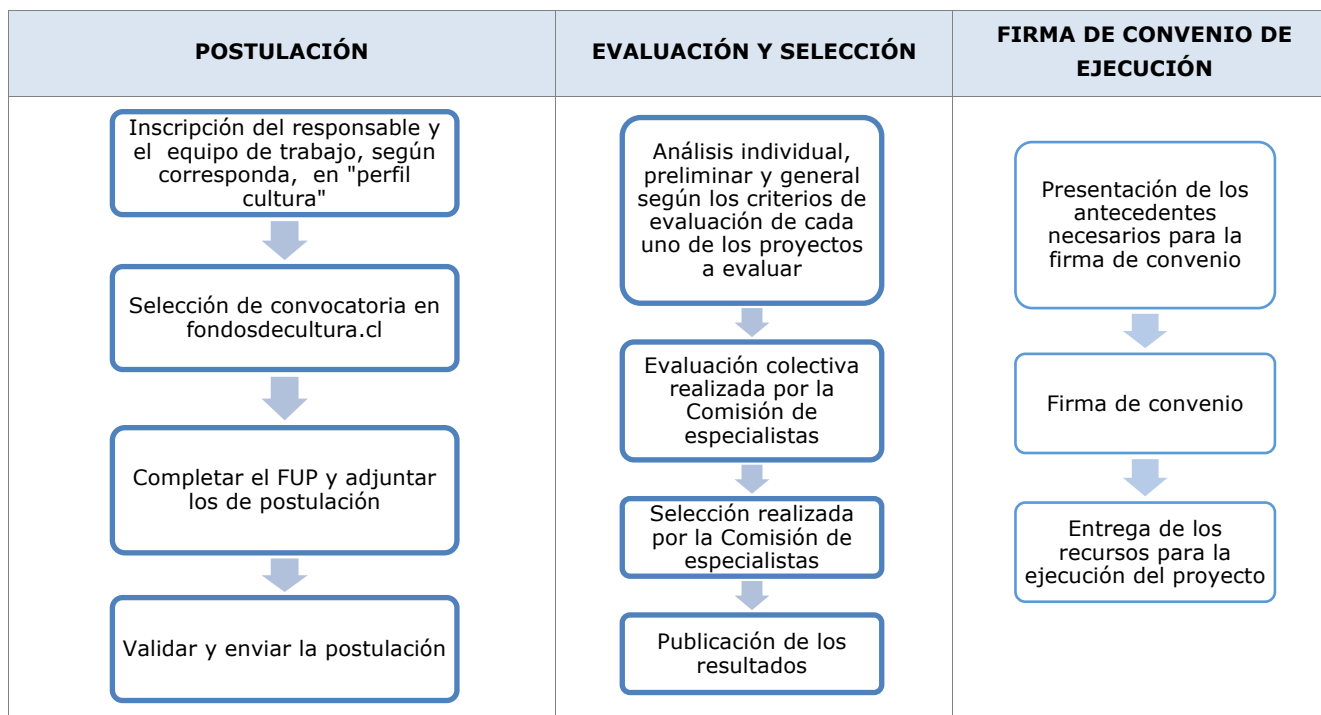 POSTULACIÓN
Inscripción del responsable y
el equipo de trabajo, según
corresponda, en "perfil
cultura"
Selección de convocatoria en
fondosdecultura.cl
Completar el FUP y adjuntar
los de postulación
Validar y enviar la postulación
EVALUACIÓN Y SELECCIÓN
Análisis individual,
preliminar y general
según los criterios de
evaluación de cada
uno de los proyectos
a evaluar
Evaluación colectiva
realizada por la
Comisión de
especialistas
Selección realizada
por la Comisión de
especialistas
Publicación de los
resultados
FIRMA DE CONVENIO DE
EJECUCIÓN
Presentación de los
antecedentes
necesarios para la
firma de convenio
Firma de convenio
Entrega de los
recursos para la
ejecución del proyecto